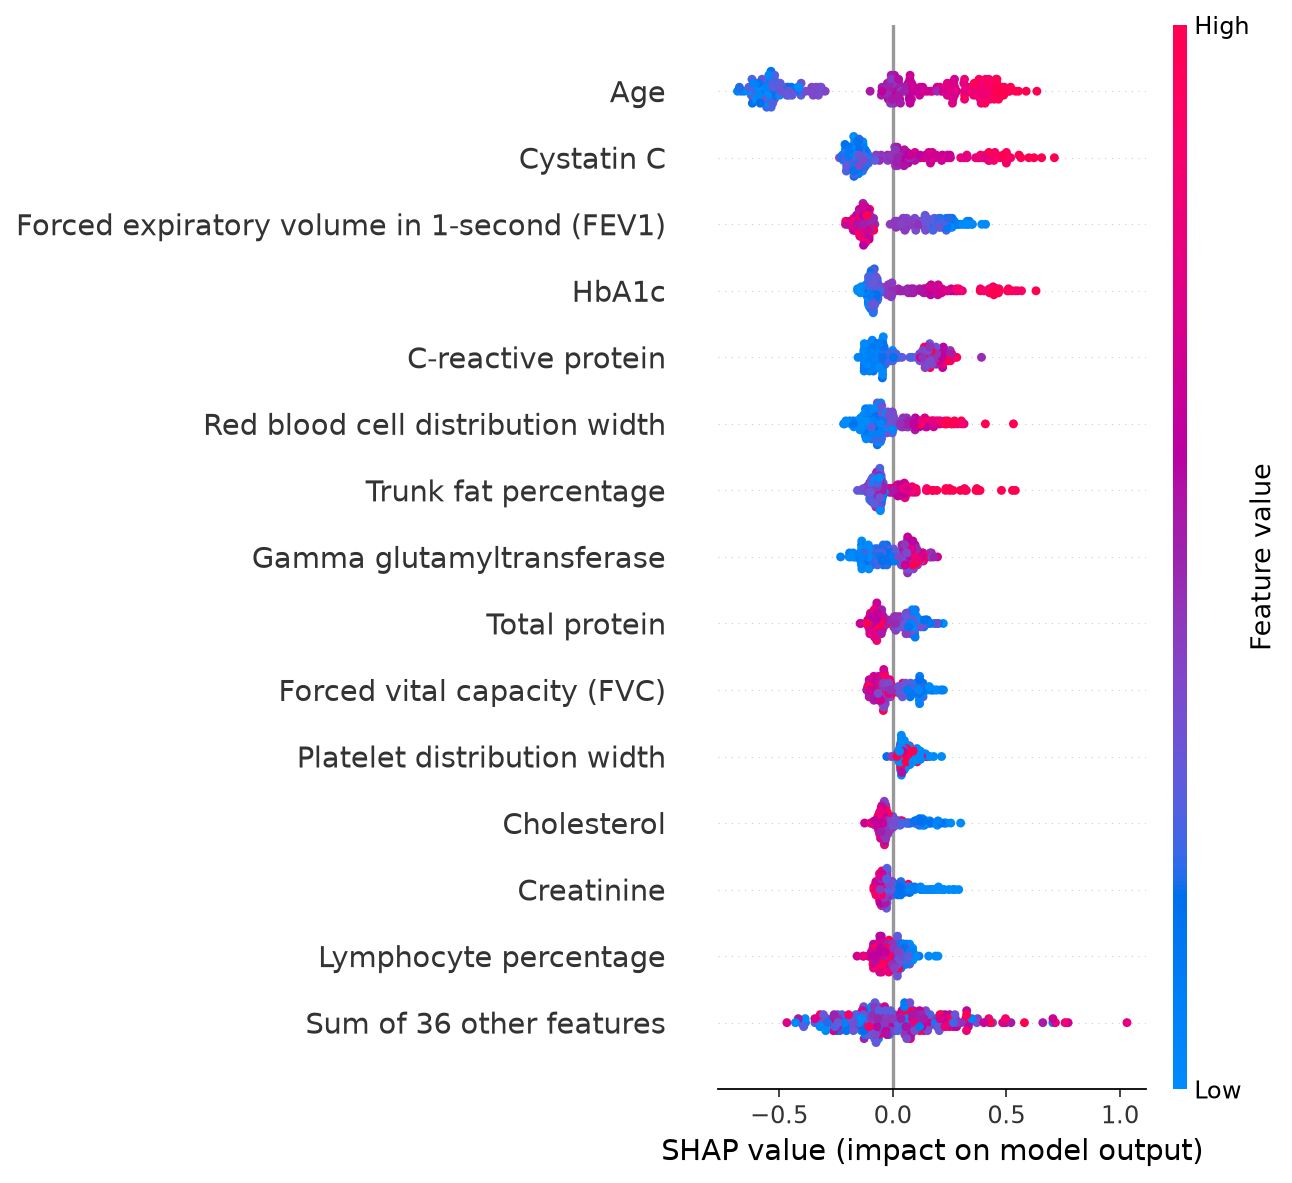 High
Age
Cystatin C
Forced expiratory volume in 1-second (FEV1)
HbA1c
C-reactive protein
Red blood cell distribution width
Trunk fat percentage
Gamma glutamyltransferase
Total protein
Forced vital capacity (FVC)
Platelet distribution width
Cholesterol
Creatinine
Lymphocyte percentage
Sum of 36 other features
Feature value
Low
−0.5 0.0 0.5 1.0
SHAP value (impact on model output)